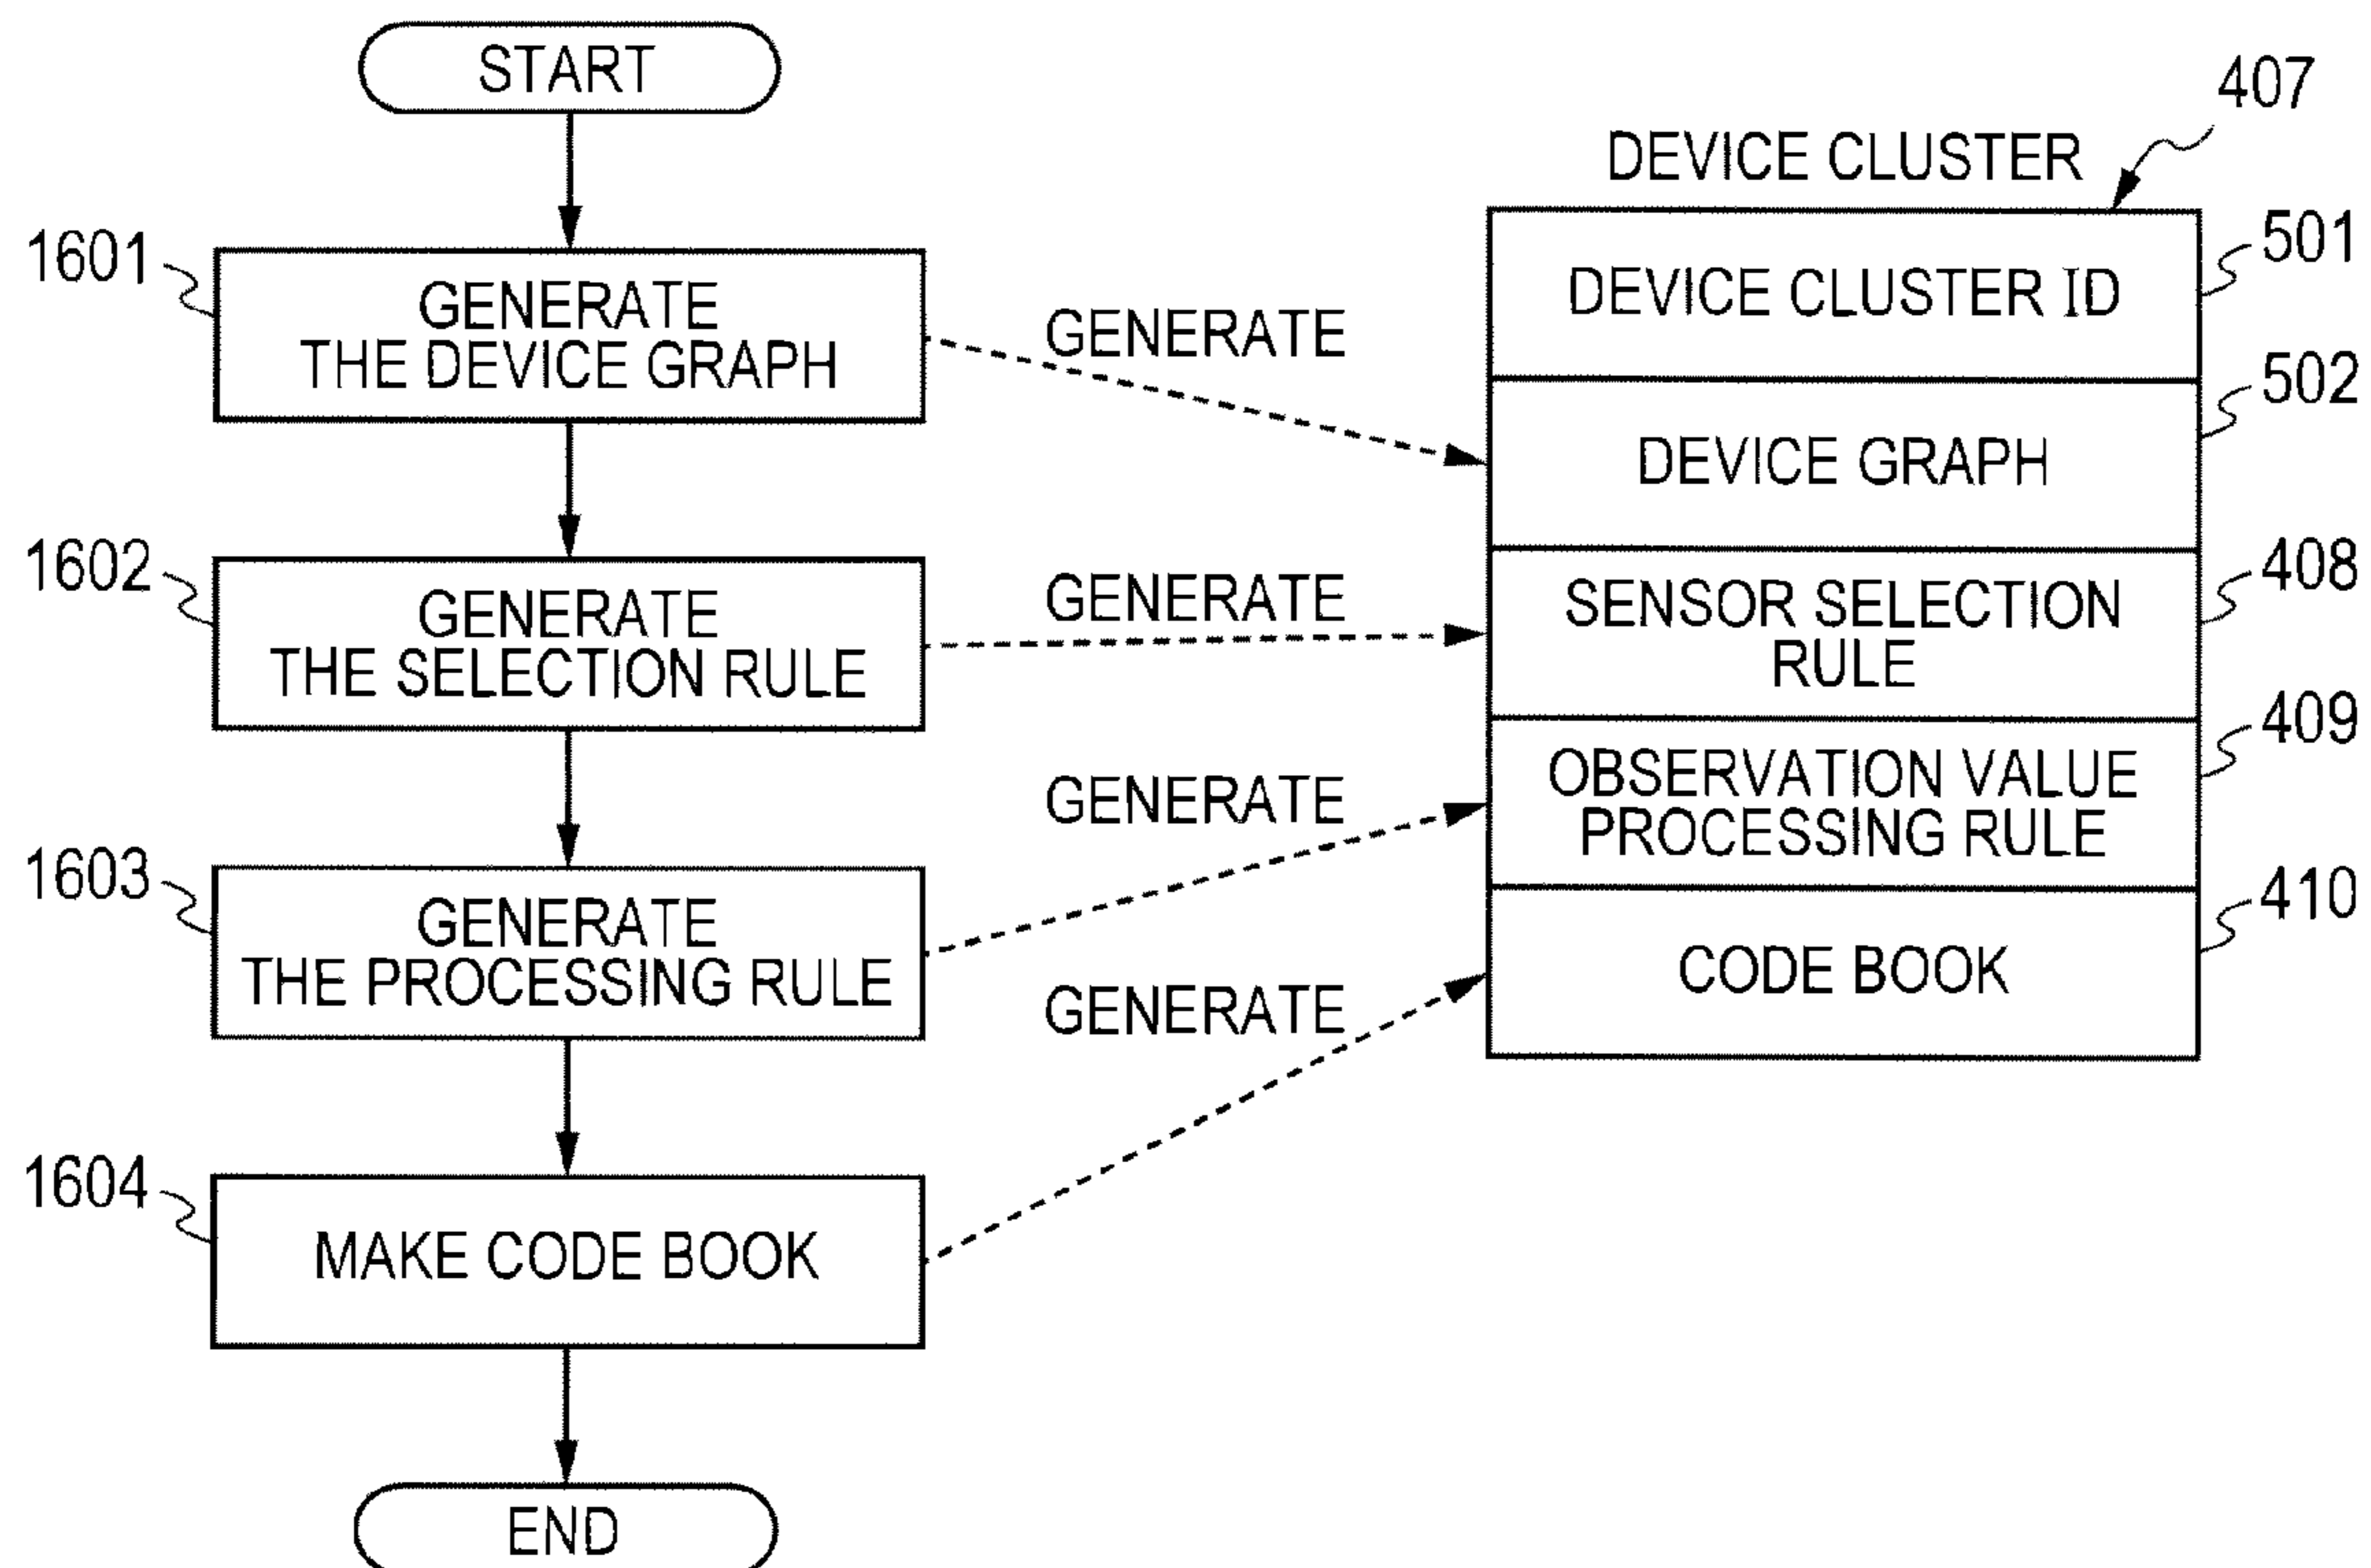 START
1601
GENERATE
THE DEVICE GRAPH
1602
GENERATE
THE SELECTION RULE
1603
GENERATE
THE PROCESSING RULE
1604
MAKE CODE BOOK
END
GENERATE
GENERATE
GENERATE
GENERATE
407
DEVICE CLUSTER
DEVICE CLUSTER ID
501
DEVICE GRAPH
502
SENSOR SELECTION
RULE
408
OBSERVATION VALUE
PROCESSING RULE
409
CODE BOOK
410